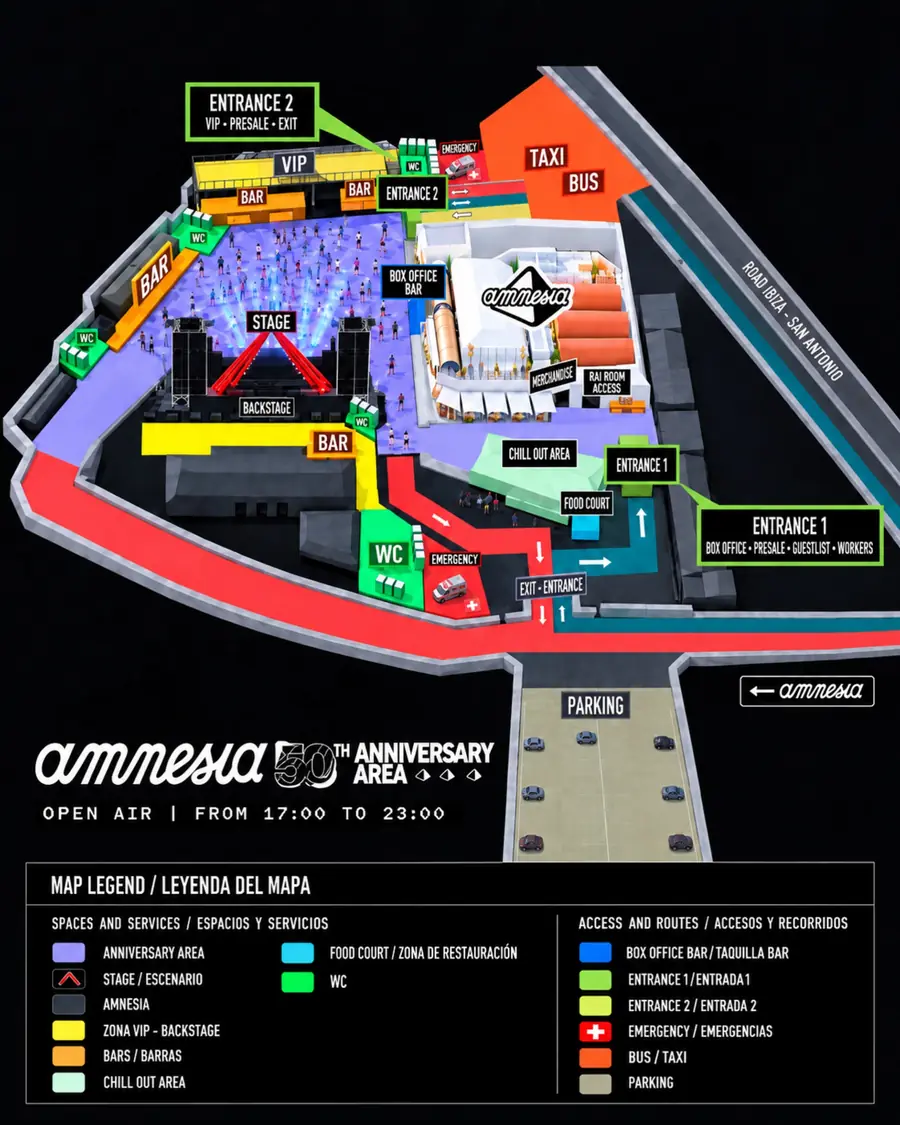 ENTRANCE 2
VIP • PRESALE • EXIT
EMERGENCY
WC
VIP
TAXI
BUS
BAR
BAR
ENTRANCE 2
WC
BAR
BOX OFFICE
BAR
amnesia
ROAD IBIZA - SAN ANTONIO
STAGE
WC
MERCHANDISE
RAI ROOM
ACCESS
BACKSTAGE
WC
BAR
CHILL OUT AREA
ENTRANCE 1
FOOD COURT
ENTRANCE 1
BOX OFFICE • PRESALE • GUESTLIST • WORKERS
WC
EMERGENCY
EXIT - ENTRANCE
← amnesia
PARKING
amnesia 50TH ANNIVERSARY
AREA
OPEN AIR | FROM 17:00 TO 23:00
MAP LEGEND / LEYENDA DEL MAPA
SPACES AND SERVICES / ESPACIOS Y SERVICIOS
ANNIVERSARY AREA
STAGE / ESCENARIO
AMNESIA
ZONA VIP - BACKSTAGE
BARS / BARRAS
CHILL OUT AREA
FOOD COURT / ZONA DE RESTAURACIÓN
WC
ACCESS AND ROUTES / ACCESOS Y RECORRIDOS
BOX OFFICE BAR / TAQUILLA BAR
ENTRANCE 1/ ENTRADA 1
ENTRANCE 2 / ENTRADA 2
EMERGENCY / EMERGENCIAS
BUS / TAXI
PARKING